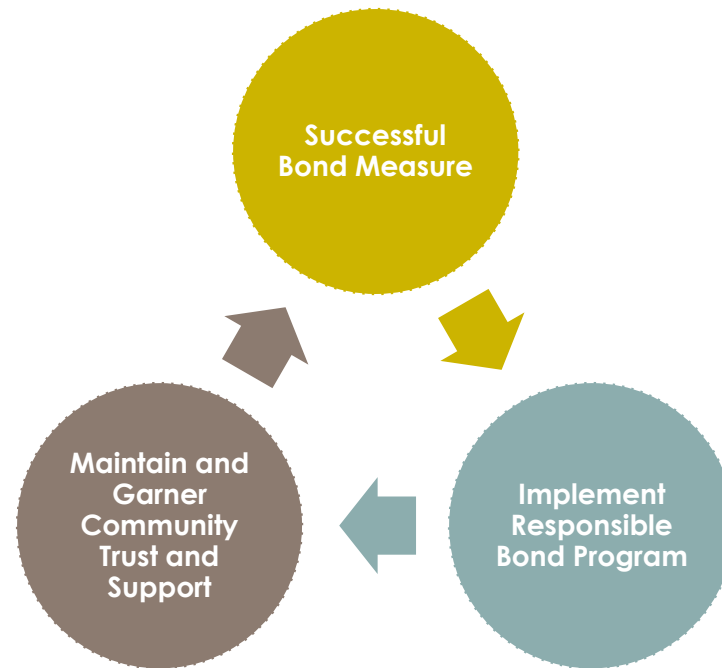 Successful
Bond Measure
Implement
Responsible
Bond Program
Maintain and
Garner
Community
Trust and
Support